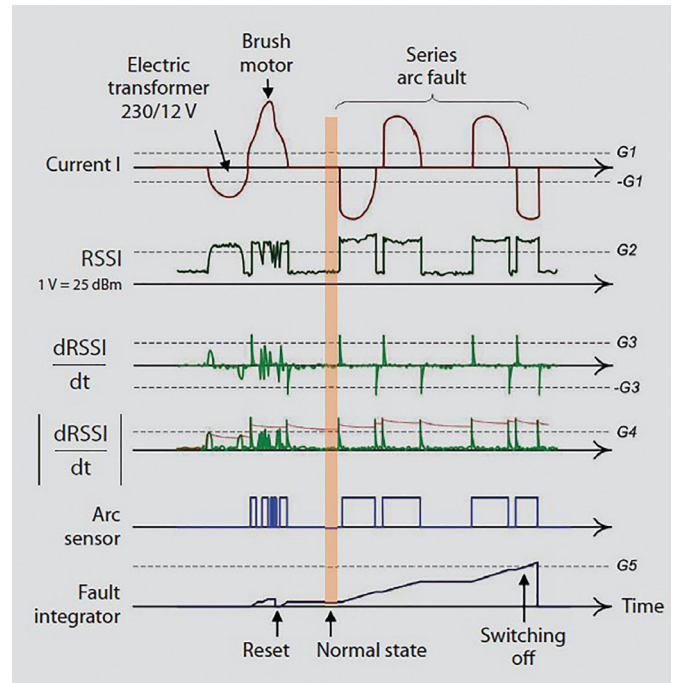 Brush
motor
Series
arc fault
Electric
transformer
230/12 V
Current I
G1
-G1
RSSI
1 V = 25 dBm
G2
dRSSI
dt
G3
-G3
dRSSI
dt
G4
Arc
sensor
Fault
integrator
G5
Time
Reset
Normal state
Switching
off